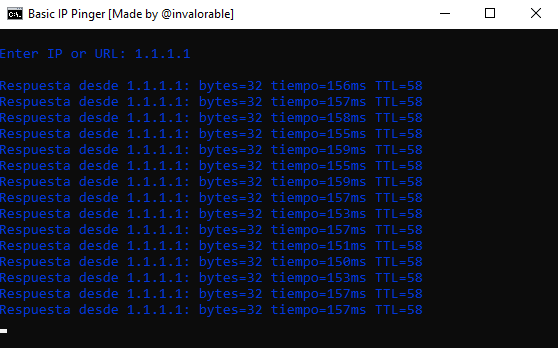 Basic IP Pinger [Made by @invalorable]
Enter IP or URL: 1.1.1.1
Respuesta desde 1.1.1.1: bytes=32 tiempo=156ms TTL=58
Respuesta desde 1.1.1.1: bytes=32 tiempo=157ms TTL=58
Respuesta desde 1.1.1.1: bytes=32 tiempo=158ms TTL=58
Respuesta desde 1.1.1.1: bytes=32 tiempo=155ms TTL=58
Respuesta desde 1.1.1.1: bytes=32 tiempo=159ms TTL=58
Respuesta desde 1.1.1.1: bytes=32 tiempo=155ms TTL=58
Respuesta desde 1.1.1.1: bytes=32 tiempo=159ms TTL=58
Respuesta desde 1.1.1.1: bytes=32 tiempo=157ms TTL=58
Respuesta desde 1.1.1.1: bytes=32 tiempo=153ms TTL=58
Respuesta desde 1.1.1.1: bytes=32 tiempo=157ms TTL=58
Respuesta desde 1.1.1.1: bytes=32 tiempo=151ms TTL=58
Respuesta desde 1.1.1.1: bytes=32 tiempo=150ms TTL=58
Respuesta desde 1.1.1.1: bytes=32 tiempo=153ms TTL=58
Respuesta desde 1.1.1.1: bytes=32 tiempo=157ms TTL=58
Respuesta desde 1.1.1.1: bytes=32 tiempo=157ms TTL=58